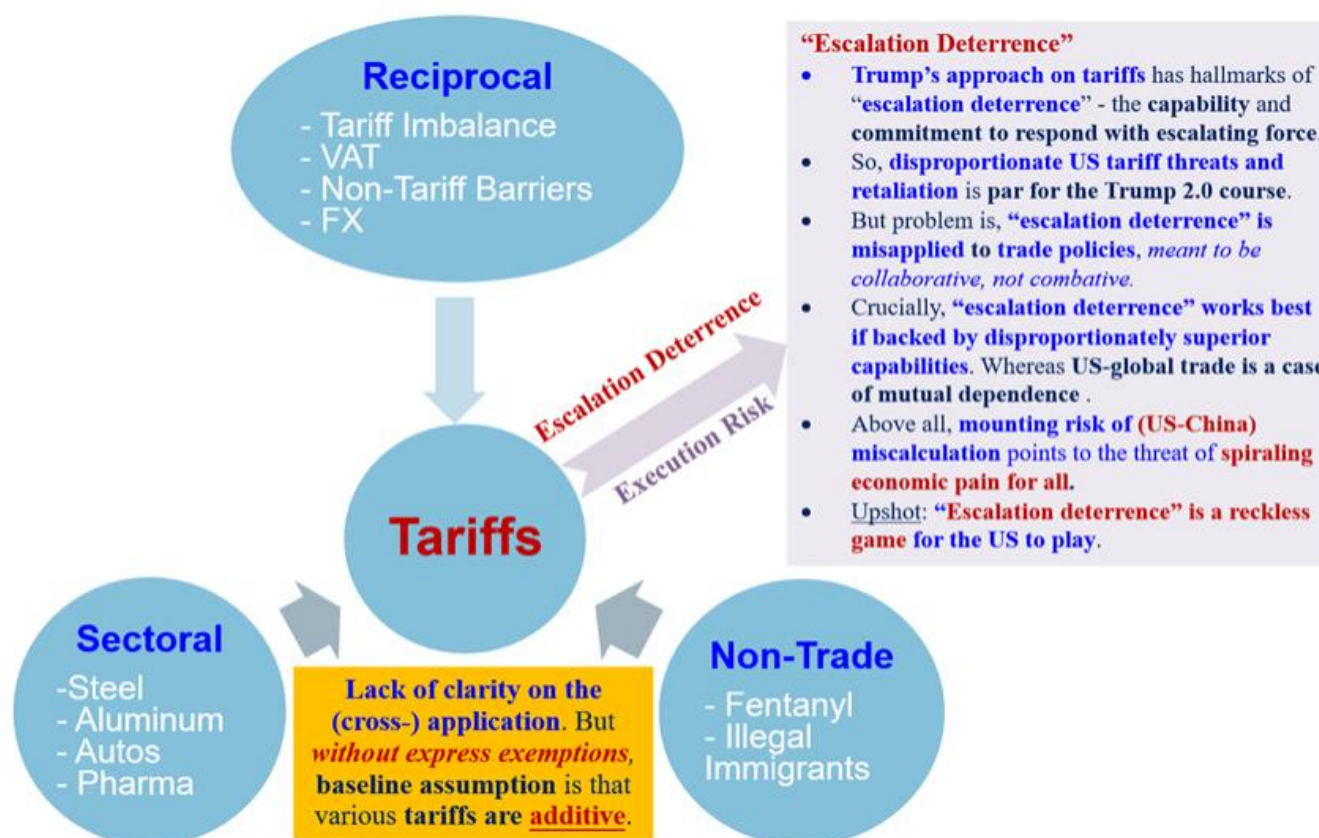 Reciprocal
- Tariff Imbalance
- VAT
- Non-Tariff Barriers
- FX
“Escalation Deterrence”
• Trump’s approach on tariffs has hallmarks of
“escalation deterrence” - the capability and
commitment to respond with escalating force.
• So, disproportionate US tariff threats and
retaliation is par for the Trump 2.0 course.
• But problem is, “escalation deterrence” is
misapplied to trade policies, meant to be
collaborative, not combative.
• Crucially, “escalation deterrence” works best
if backed by disproportionately superior
capabilities. Whereas US-global trade is a case
of mutual dependence .
• Above all, mounting risk of (US-China)
miscalculation points to the threat of spiraling
economic pain for all.
• Upshot: “Escalation deterrence” is a reckless
game for the US to play.
Escalation Deterrence
Execution Risk
Tariffs
Sectoral
-Steel
- Aluminum
- Autos
- Pharma
Lack of clarity on the
(cross-) application. But
without express exemptions,
baseline assumption is that
various tariffs are additive.
Non-Trade
- Fentanyl
- Illegal
Immigrants